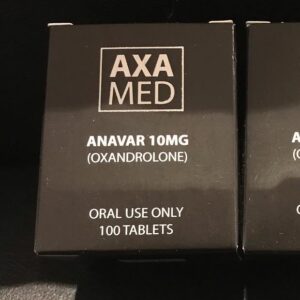 AXA
MED
ANAVAR 10MG
(OXANDROLONE)
ORAL USE ONLY
100 TABLETS